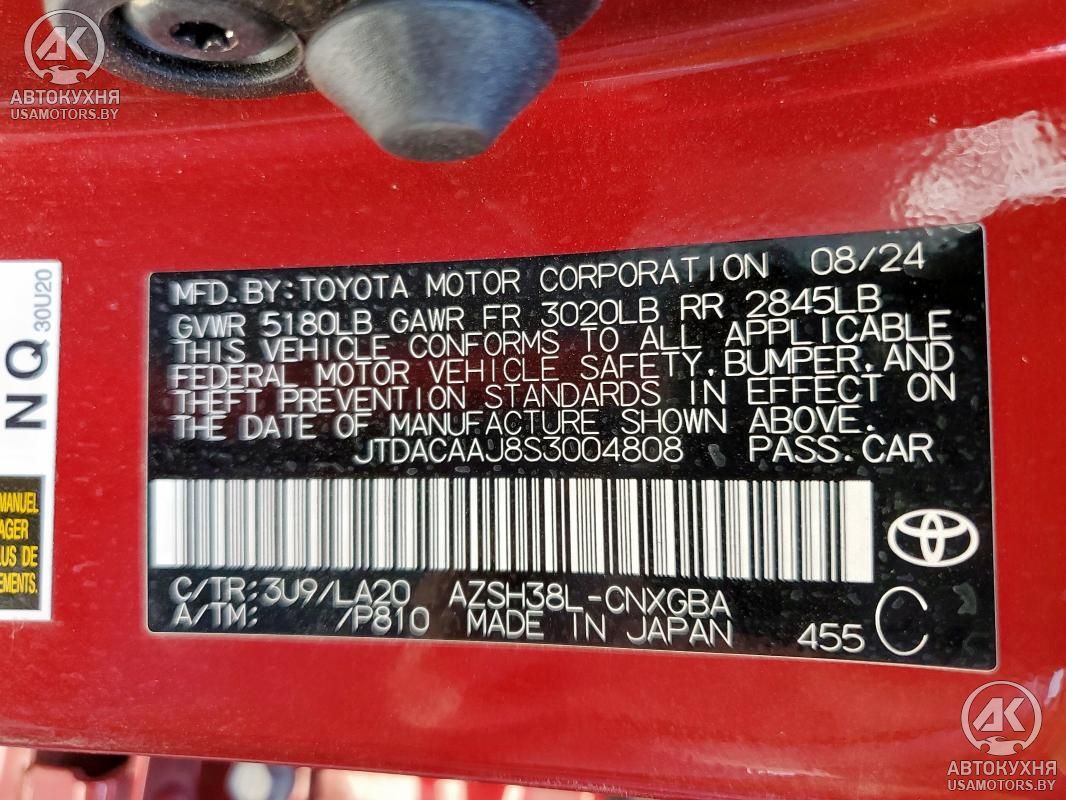 АВТОКУХНЯ
USAMOTORS.BY
MFD.BY:TOYOTA MOTOR CORPORATION 08/24
GVWR 5180LB GAWR FR 3020LB RR 2845LB
THIS VEHICLE CONFORMS TO ALL APPLICABLE
FEDERAL MOTOR VEHICLE SAFETY,BUMPER,AND
THEFT PREVENTION STANDARDS IN EFFECT ON
THE DATE OF MANUFACTURE SHOWN ABOVE.
JTDACAAJ8S3004808 PASS.CAR
C/TR:3U9/LA20 AZSH38L-CNXGBA
A/TM: /P810 MADE IN JAPAN 455 C
NQ
30U20
MANUEL
AGER
LUS DE
EMENTS.
АК
АВТОКУХНЯ
USAMOTORS.BY